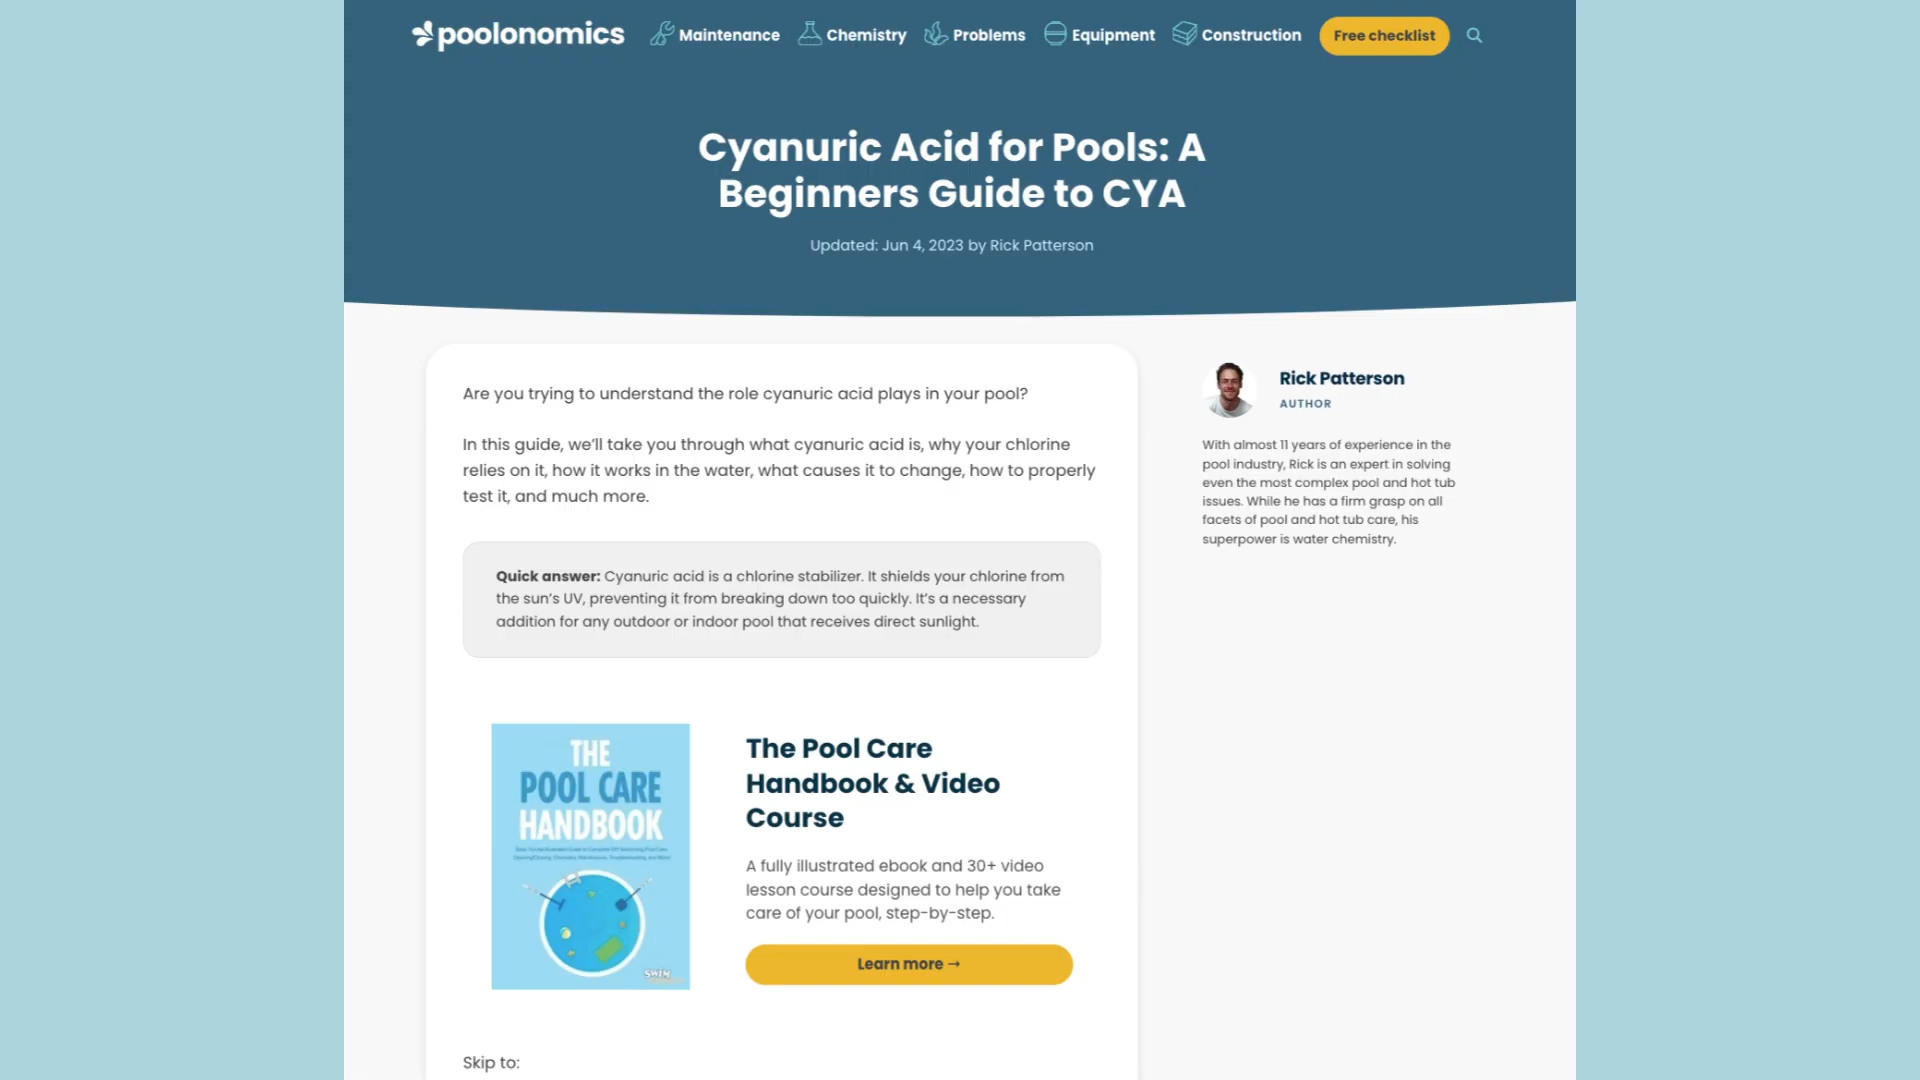 poolonomics
Maintenance
Chemistry
Problems
Equipment
Construction
Free checklist
Cyanuric Acid for Pools: A
Beginners Guide to CYA
Updated: Jun 4, 2023 by Rick Patterson
Are you trying to understand the role cyanuric acid plays in your pool?
In this guide, we’ll take you through what cyanuric acid is, why your chlorine
relies on it, how it works in the water, what causes it to change, how to properly
test it, and much more.
Quick answer: Cyanuric acid is a chlorine stabilizer. It shields your chlorine from
the sun’s UV, preventing it from breaking down too quickly. It’s a necessary
addition for any outdoor or indoor pool that receives direct sunlight.
THE
POOL CARE
HANDBOOK
SWIM
The Pool Care
Handbook & Video
Course
A fully illustrated ebook and 30+ video
lesson course designed to help you take
care of your pool, step-by-step.
Learn more →
Skip to:
Rick Patterson
AUTHOR
With almost 11 years of experience in the
pool industry, Rick is an expert in solving
even the most complex pool and hot tub
issues. While he has a firm grasp on all
facets of pool and hot tub care, his
superpower is water chemistry.